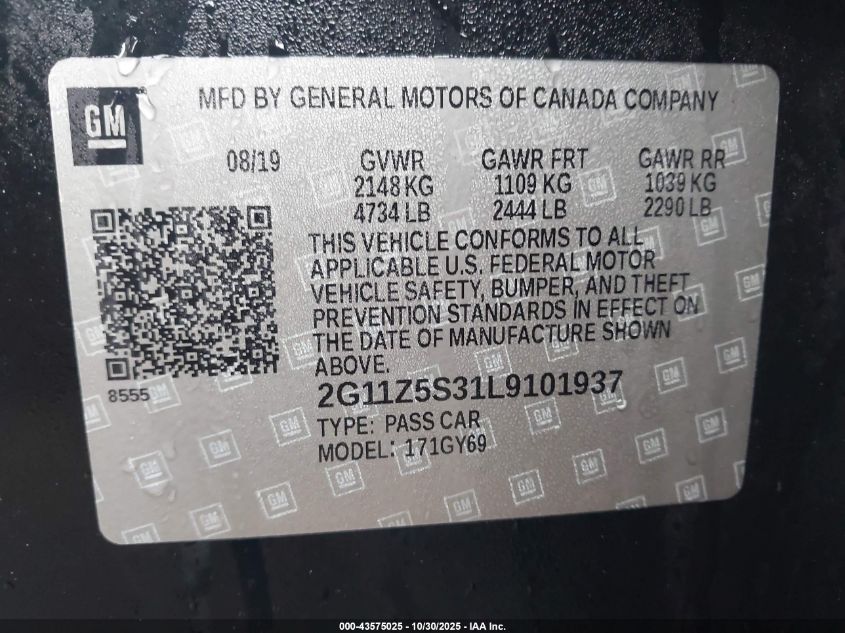 GM
MFD BY GENERAL MOTORS OF CANADA COMPANY
08/19 GVWR GAWR FRT GAWR RR
2148 KG 1109 KG 1039 KG
4734 LB 2444 LB 2290 LB
THIS VEHICLE CONFORMS TO ALL
APPLICABLE U.S. FEDERAL MOTOR
VEHICLE SAFETY, BUMPER, AND THEFT
PREVENTION STANDARDS IN EFFECT ON
THE DATE OF MANUFACTURE SHOWN
ABOVE.
8555
2G11Z5S31L9101937
TYPE: PASS CAR
MODEL: 171GY69
000-43575025 - 10/30/2025 - IAA Inc.